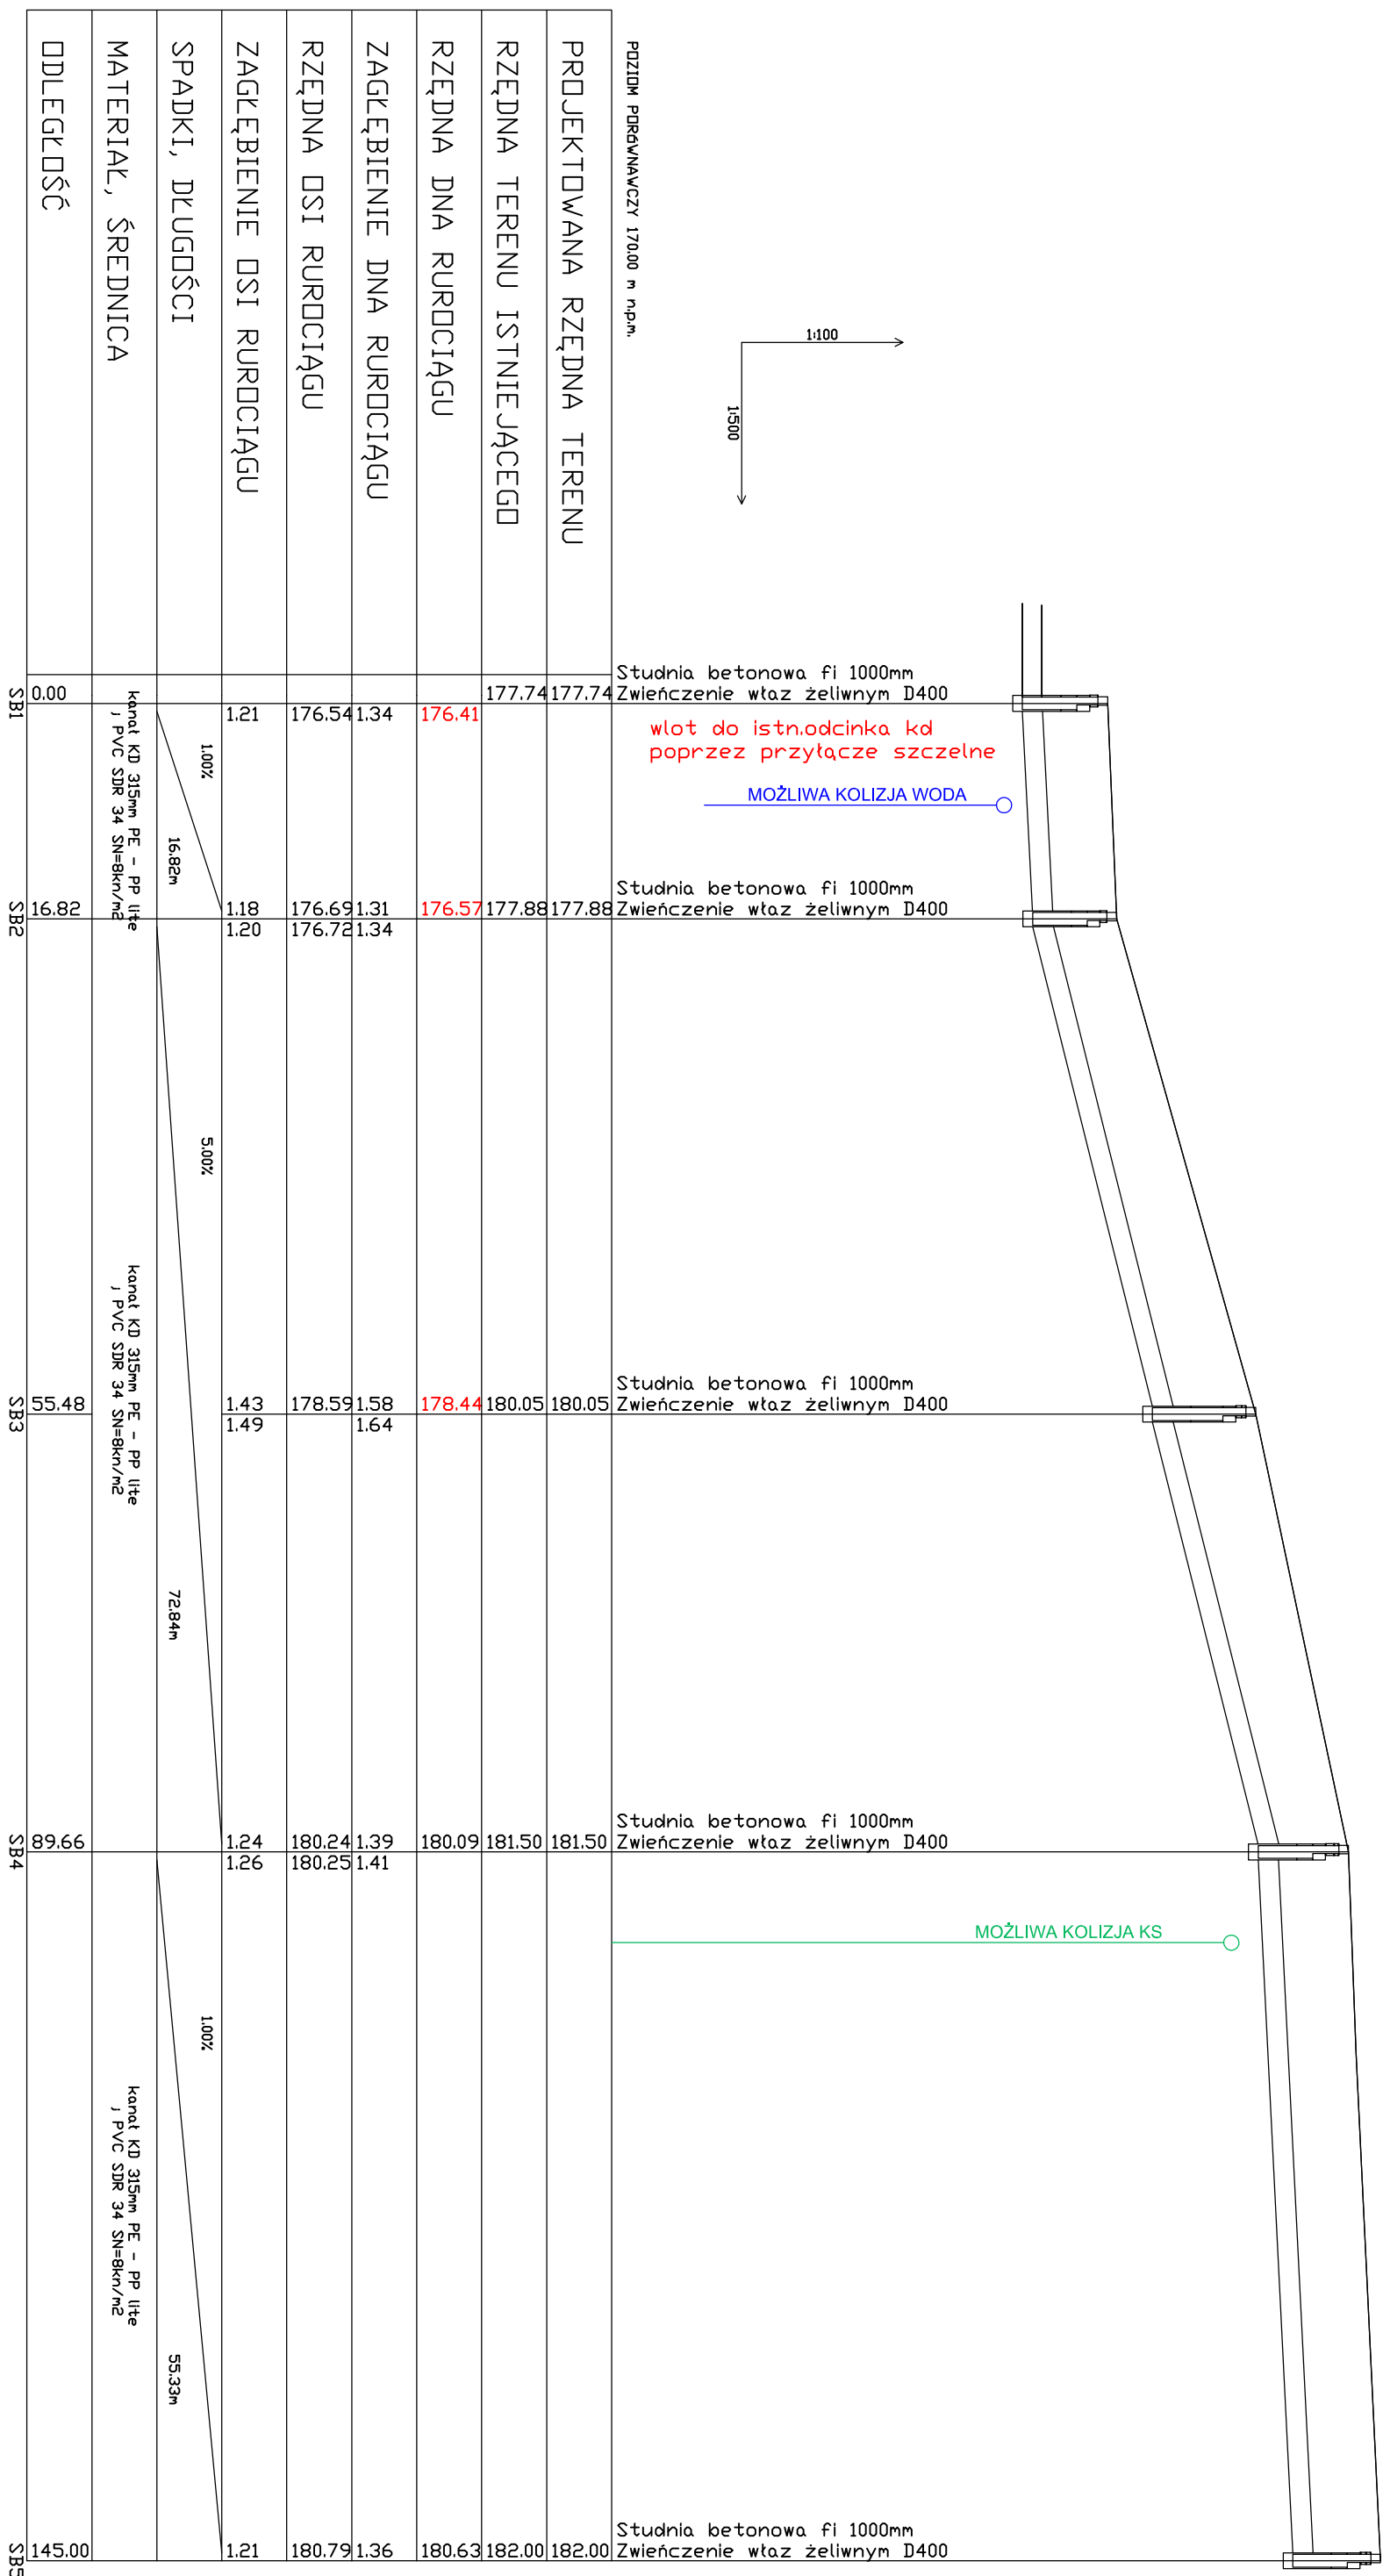 POZIOM PORÓWNAWCZY 170.00 m n.p.m.
1:100
1:500
PROJEKTOWANA RZĘDNA TERENU
RZĘDNA TERENU ISTNIEJĄCEGO
RZĘDNA DNA RUROCIĄGU
ZAGŁĘBIENIE DNA RUROCIĄGU
RZĘDNA OSI RUROCIĄGU
ZAGŁĘBIENIE OSI RUROCIĄGU
SPADKI, DŁUGOŚCI
MATERIAŁ, ŚREDNICA
ODLEGŁOŚĆ
Studnia betonowa fi 1000mm
SB1 0.00 177.74 177.74 Zwieńczenie właz żeliwnym D400
1.21 176.54 1.34 176.41
wlot do istn.odcinka kd
poprzez przyłącze szczelne
MOŻLIWA KOLIZJA WODA
1.00%
16.82m
kanał KD 315mm PE - PP lite
; PVC SDR 34 SN=8kn/m2
Studnia betonowa fi 1000mm
SB2 16.82 1.18 176.69 1.31 176.57 177.88 177.88 Zwieńczenie właz żeliwnym D400
1.20 176.72 1.34
5.00%
72.84m
kanał KD 315mm PE - PP lite
; PVC SDR 34 SN=8kn/m2
Studnia betonowa fi 1000mm
SB3 55.48 1.43 178.59 1.58 178.44 180.05 180.05 Zwieńczenie właz żeliwnym D400
1.49 1.64
Studnia betonowa fi 1000mm
SB4 89.66 1.24 180.24 1.39 180.09 181.50 181.50 Zwieńczenie właz żeliwnym D400
1.26 180.25 1.41
MOŻLIWA KOLIZJA KS
1.00%
55.33m
kanał KD 315mm PE - PP lite
; PVC SDR 34 SN=8kn/m2
Studnia betonowa fi 1000mm
SB5 145.00 1.21 180.79 1.36 180.63 182.00 182.00 Zwieńczenie właz żeliwnym D400